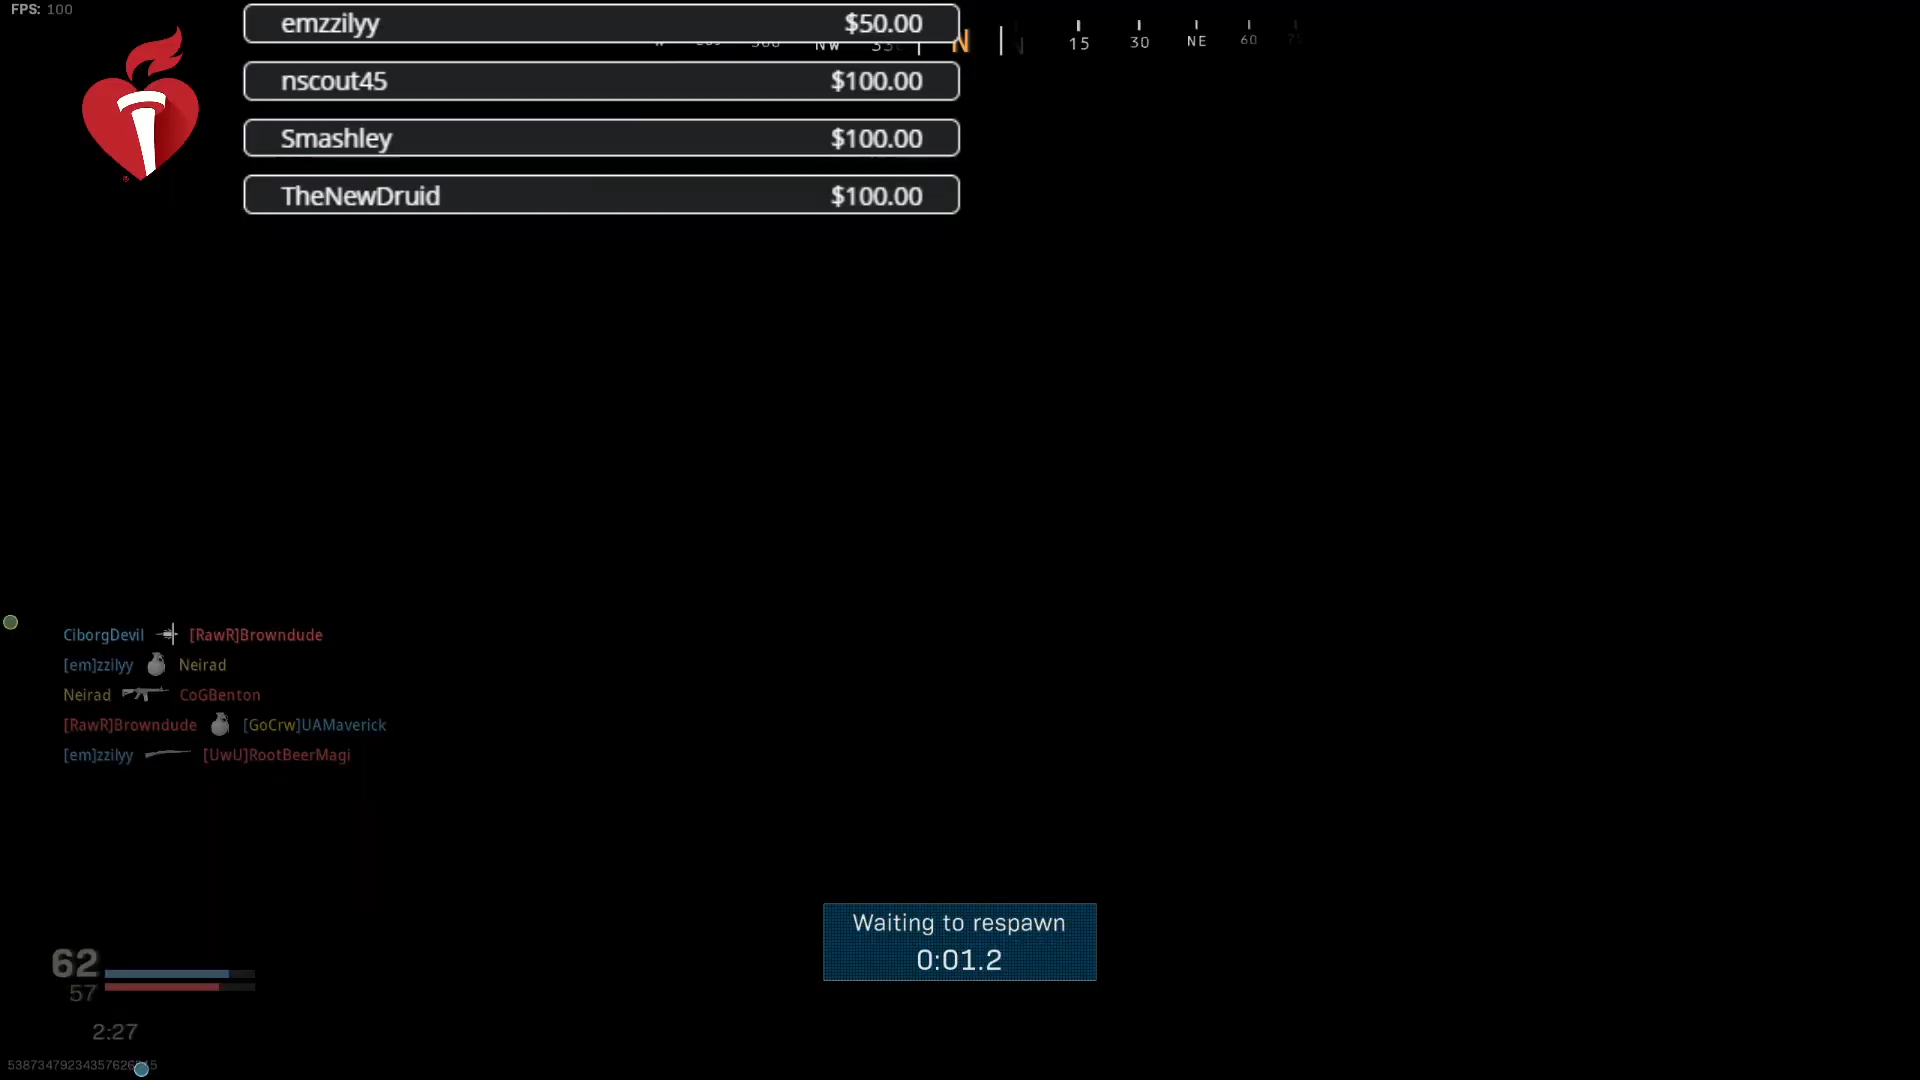 FPS: 100
emzzilyy $50.00
NW 33 N 15 30 NE 60
nscout45 $100.00
Smashley $100.00
TheNewDruid $100.00
CiborgDevil [RawR]Browndude
[em]zzilyy Neirad
Neirad CoGBenton
[RawR]Browndude [GoCrw]UAMaverick
[em]zzilyy [UwU]RootBeerMagi
Waiting to respawn
0:01.2
62
57
2:27